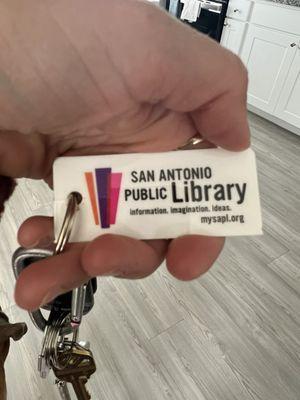 SAN ANTONIO
PUBLIC Library
information. imagination. ideas.
mysapl.org